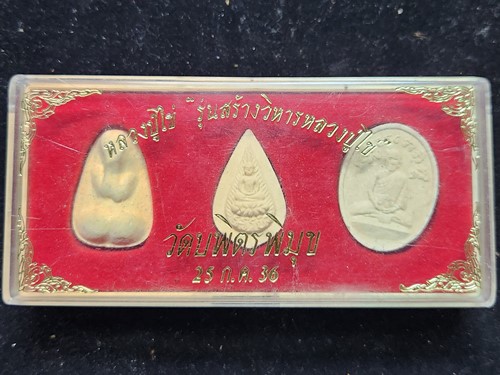 หลวงปู่ไข่ "รุ่นสร้างวิหารหลวงปู่ไข่"
วัดบพิตรพิมุข
25 ก.ค. 36